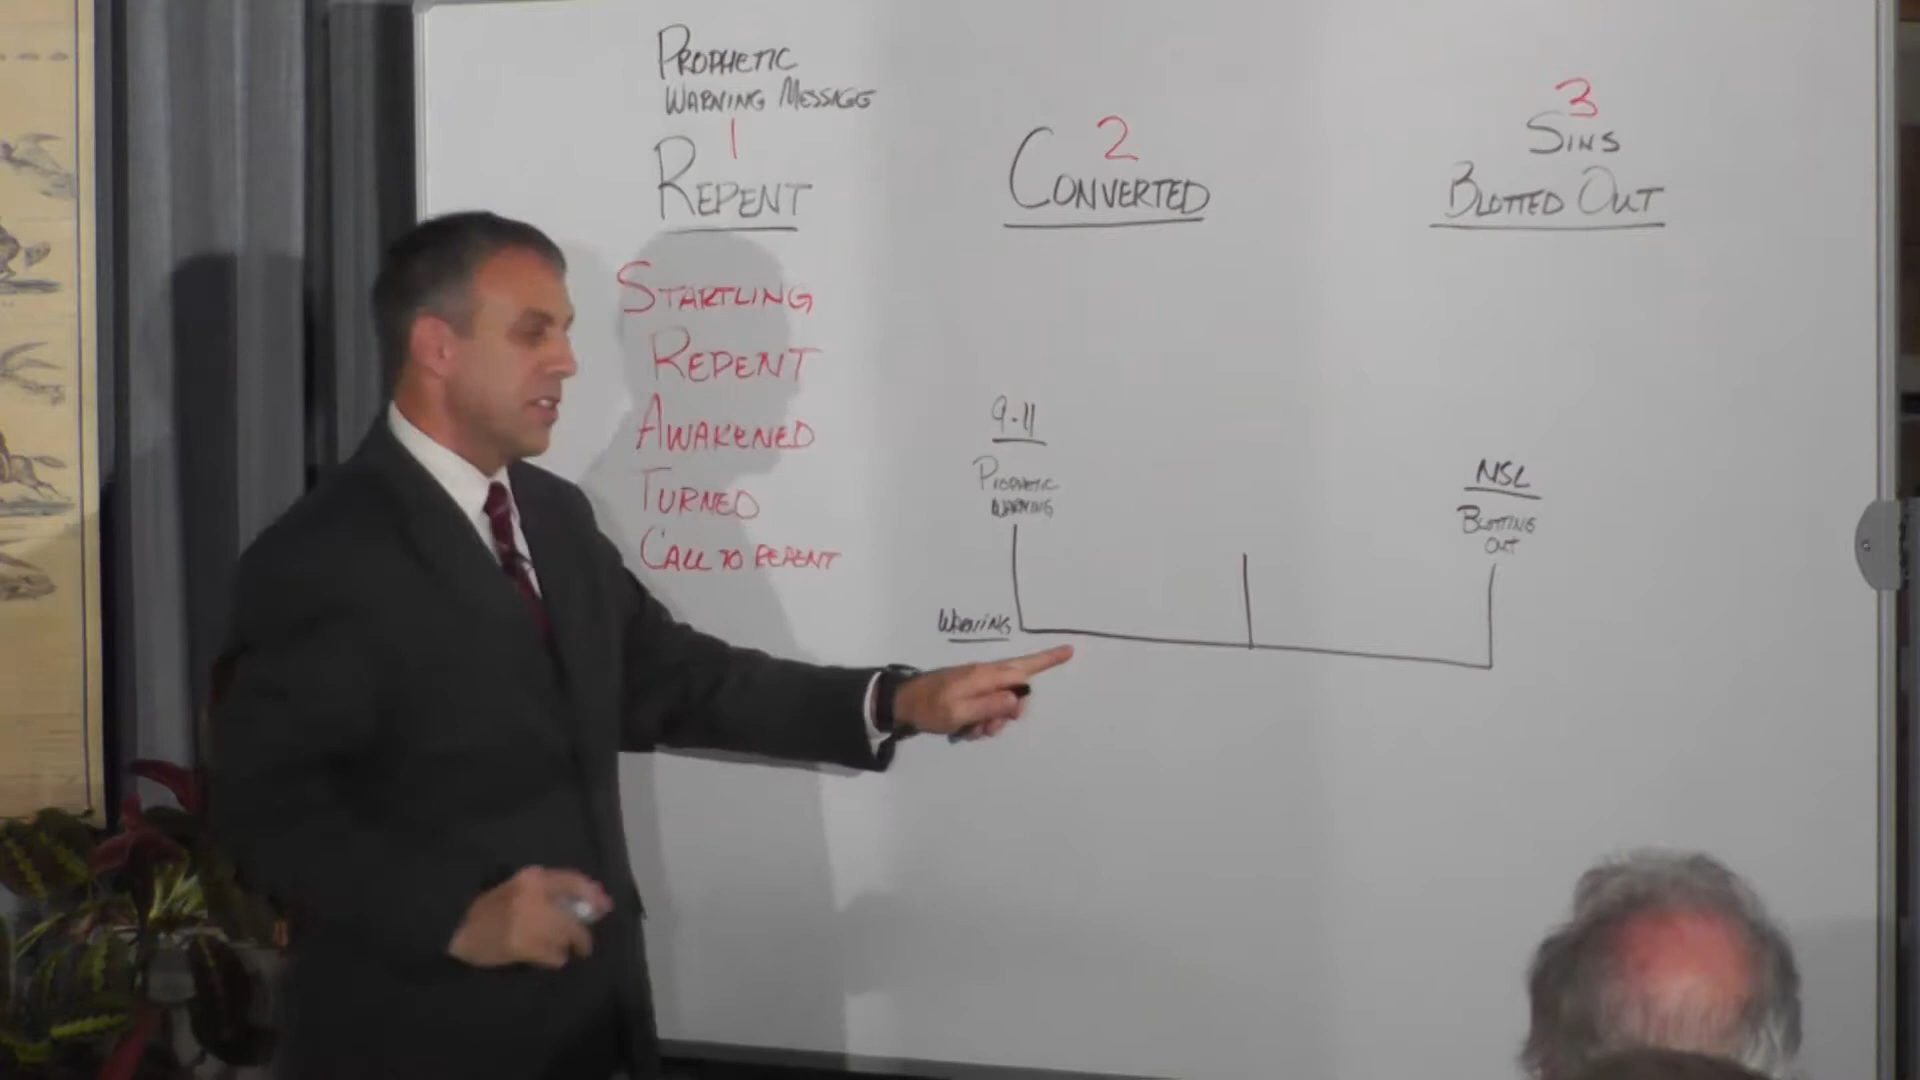 PROPHETIC
WARNING MESSAGE
1
REPENT
STARTLING
REPENT
AWAKENED
TURNED
CALL TO REPENT
2
CONVERTED
3
SINS
BLOTTED OUT
9-11
PROPHETIC
WARNING
WARNING
NSL
BLOTTING
OUT